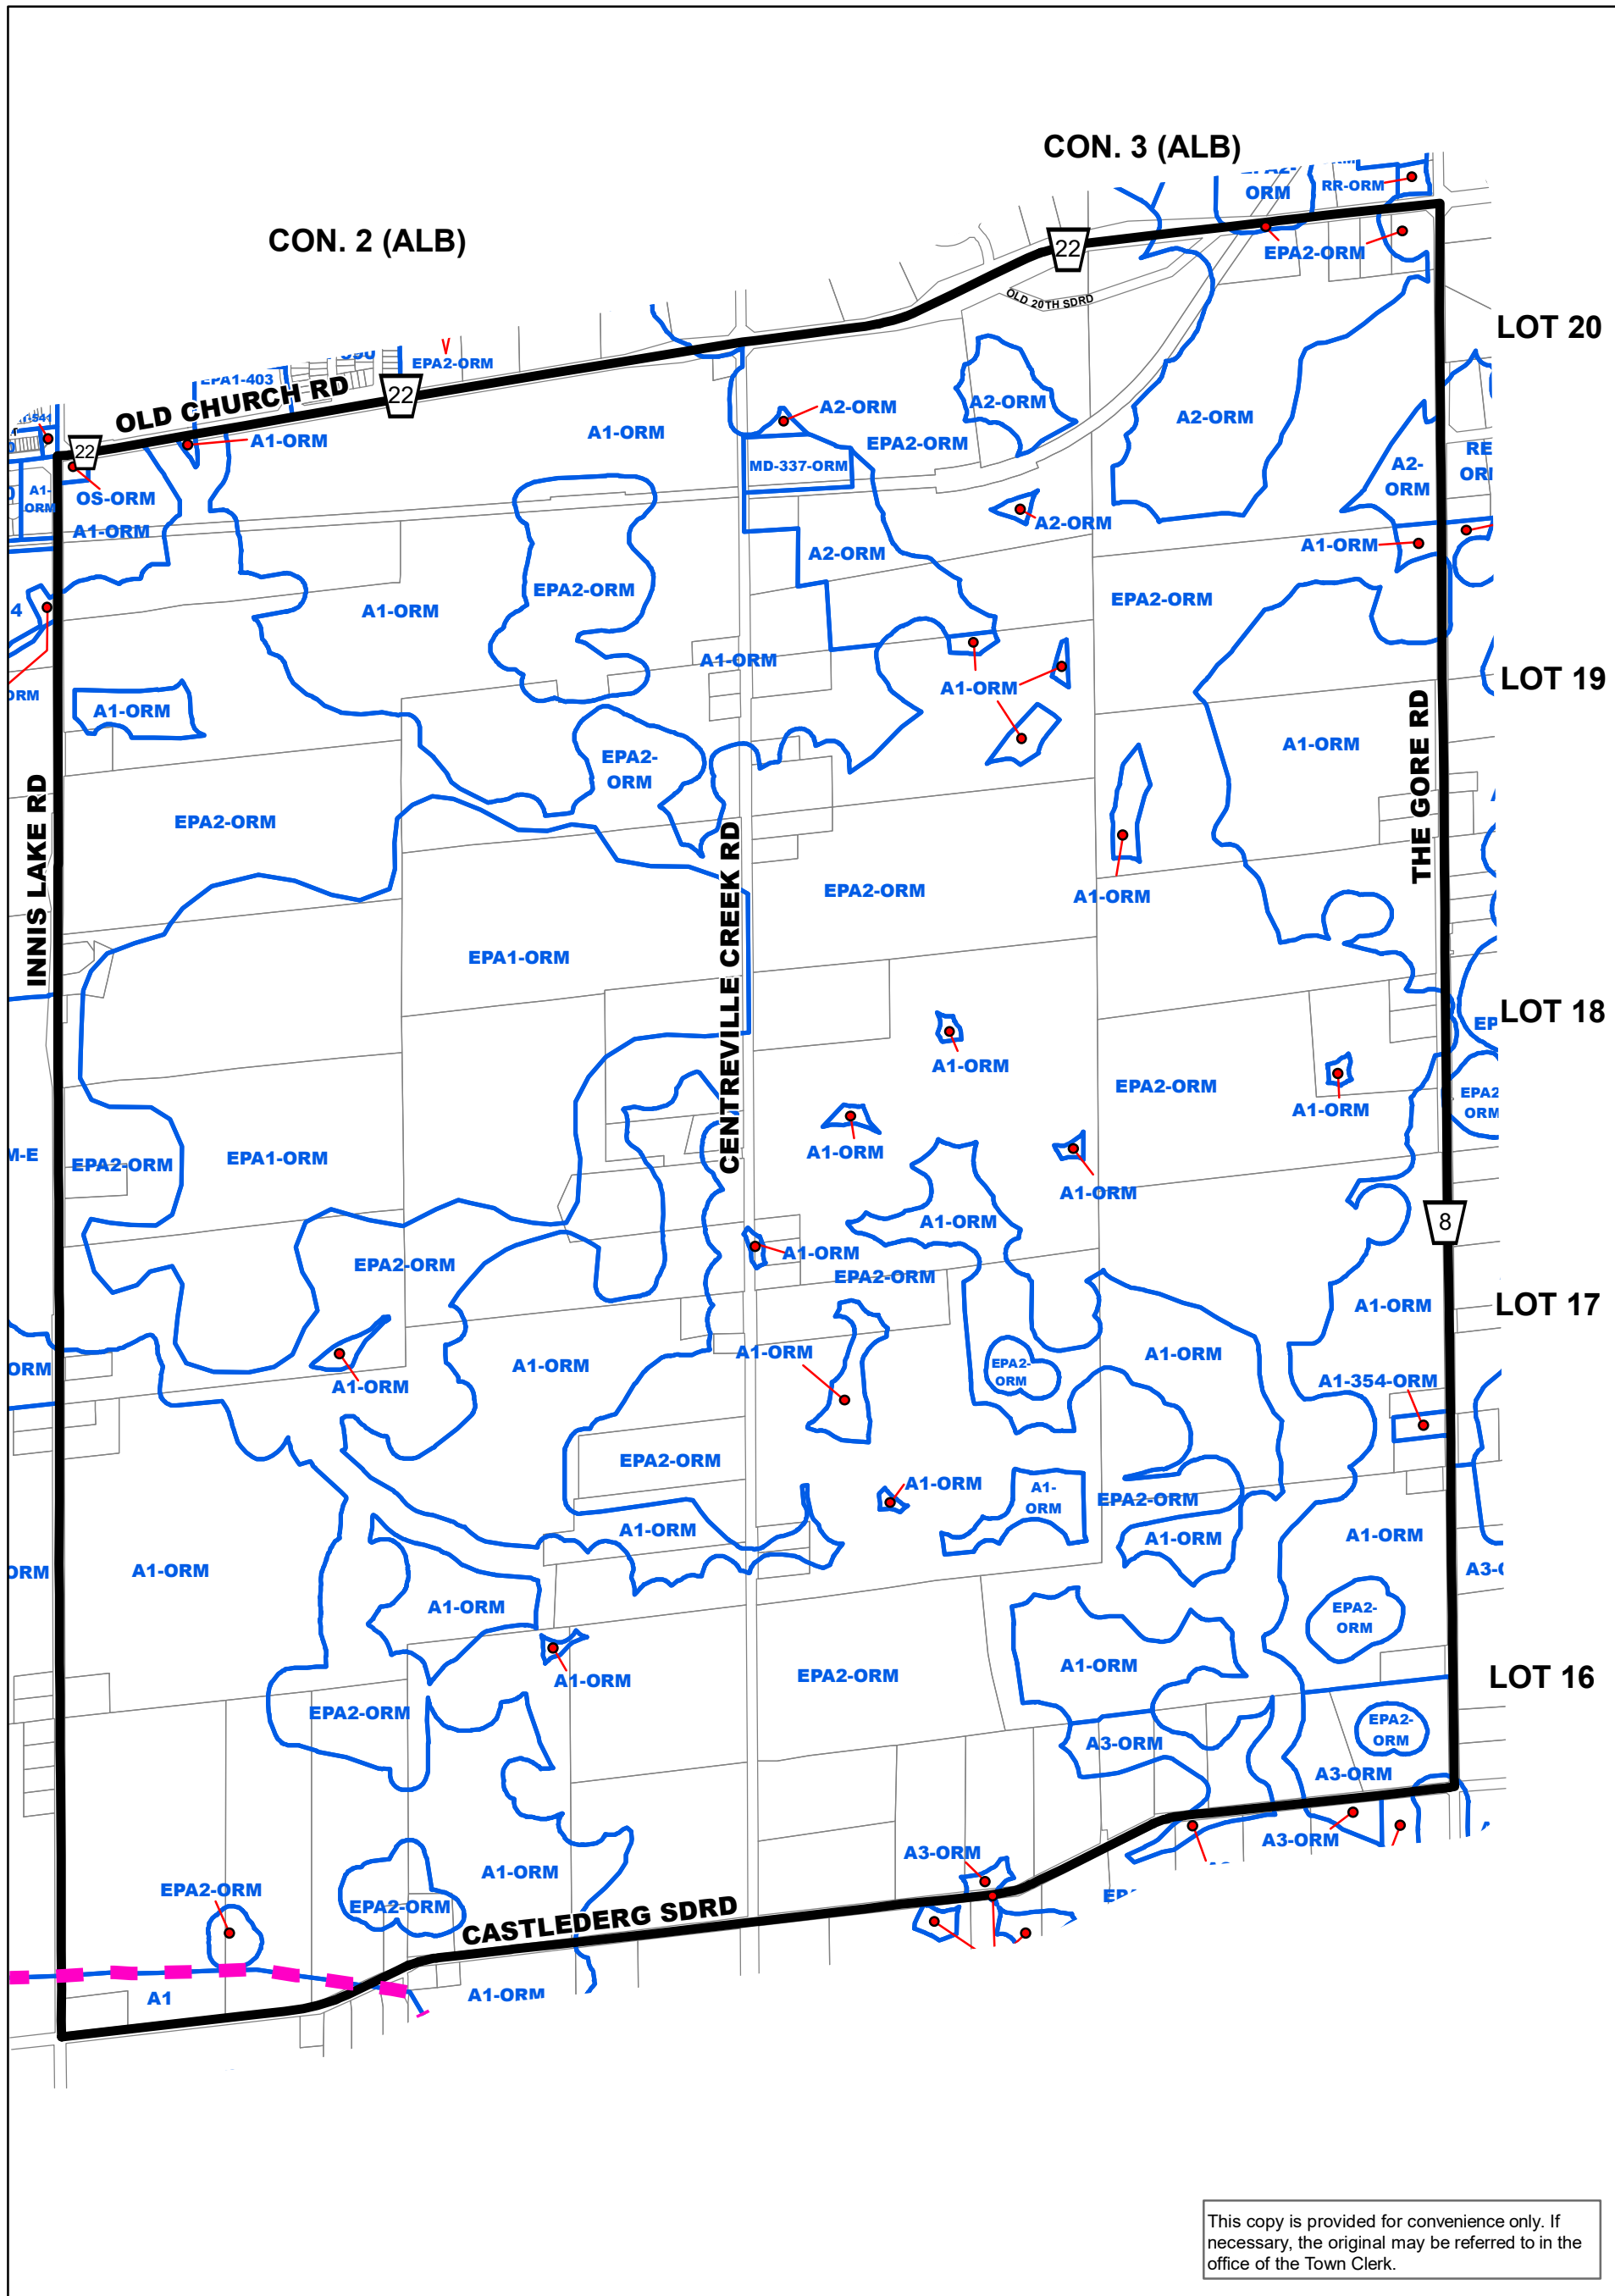 CON. 3 (ALB)
CON. 2 (ALB)
RR-ORM
ORM
EPA2-ORM
22
OLD 20TH SDRD
LOT 20
EPA2-ORM
EPA1-403
OLD CHURCH RD
22
22
A1-ORM
A1-ORM
A2-ORM
A2-ORM
A2-ORM
EPA2-ORM
MD-337-ORM
A2-
ORM
A1-
ORM
OS-ORM
A1-ORM
A2-ORM
A1-ORM
A2-ORM
EPA2-ORM
A1-ORM
EPA2-ORM
4
A1-ORM
A1-ORM
LOT 19
A1-ORM
THE GORE RD
A1-ORM
EPA2-
ORM
INNIS LAKE RD
EPA2-ORM
CENTREVILLE CREEK RD
EPA2-ORM
A1-ORM
EPA1-ORM
LOT 18
A1-ORM
EPA2-ORM
A1-ORM
EPA2
ORM
M-E
EPA2-ORM
EPA1-ORM
A1-ORM
A1-ORM
A1-ORM
8
A1-ORM
EPA2-ORM
EPA2-ORM
A1-ORM
LOT 17
A1-ORM
A1-ORM
A1-ORM
EPA2-
ORM
ORM
A1-ORM
A1-354-ORM
EPA2-ORM
A1-ORM
A1-
ORM
EPA2-ORM
A1-ORM
A1-ORM
A1-ORM
ORM
A1-ORM
A1-ORM
EPA2-
ORM
A1-ORM
EPA2-ORM
A1-ORM
LOT 16
EPA2-ORM
EPA2-
ORM
A3-ORM
A3-ORM
A3-ORM
A3-ORM
A1-ORM
EPA2-ORM
EPA2-ORM
CASTLEDERG SDRD
A1-ORM
A1
This copy is provided for convenience only. If
necessary, the original may be referred to in the
office of the Town Clerk.